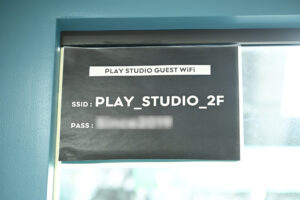 PLAY STUDIO GUEST WiFi
SSID : PLAY_STUDIO_2F
PASS :